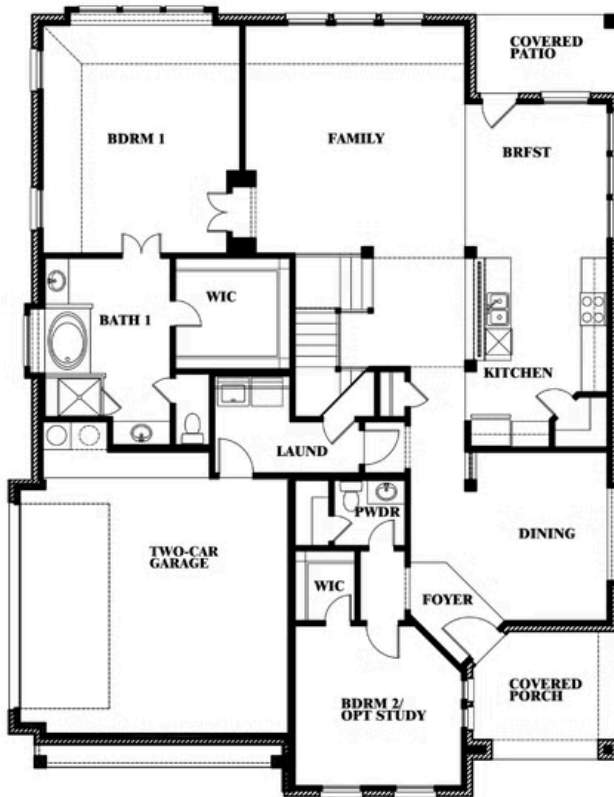 COVERED
PATIO
BDRM 1
FAMILY
BRFST
WIC
BATH 1
KITCHEN
LAUND
PWDR
DINING
TWO-CAR
GARAGE
WIC
FOYER
COVERED
PORCH
BDRM 2/
OPT STUDY